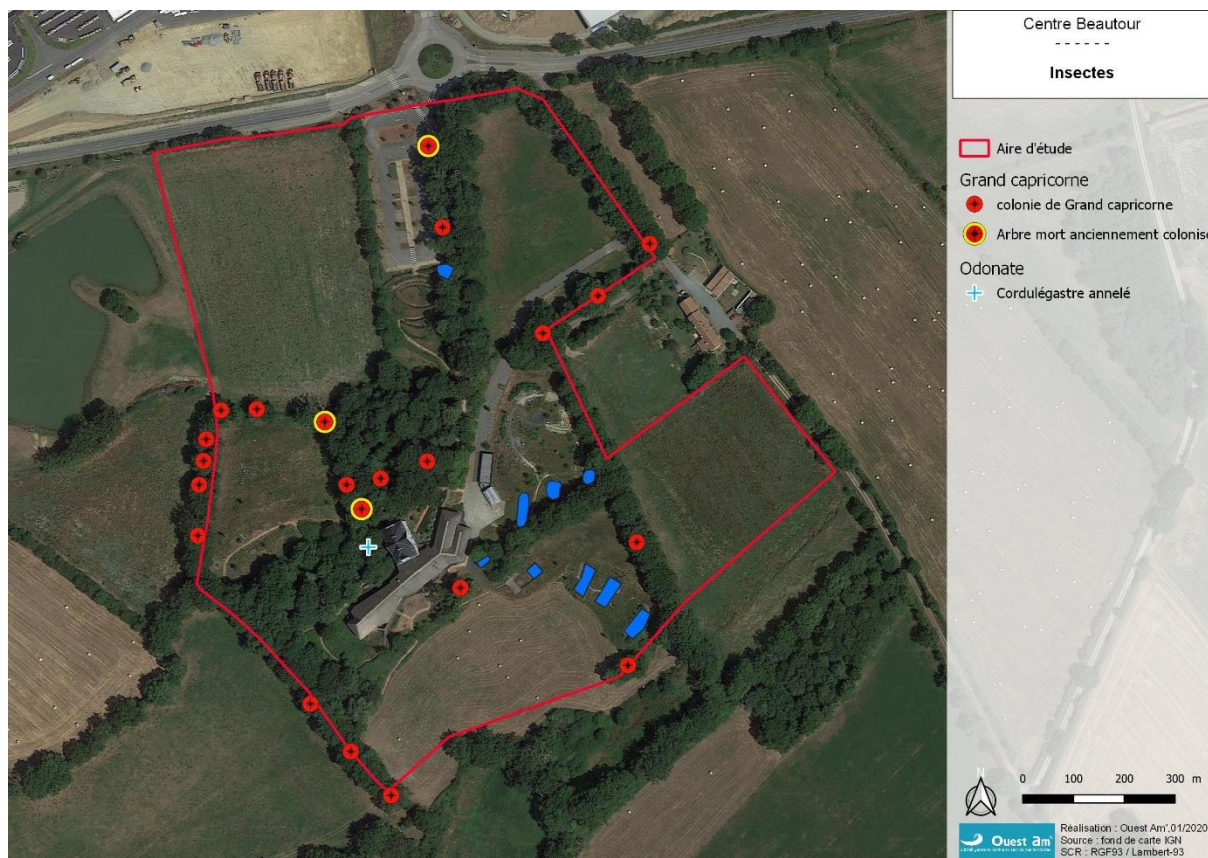 Centre Beautour
- - - - - -
Insectes
Aire d'étude
Grand capricorne
colonie de Grand capricorne
Arbre mort anciennement colonisé
Odonate
Cordulégastre annelé
N
0 100 200 300 m
Ouest am'
Réalisation : Ouest Am',01/2020
Source : fond de carte IGN
SCR : RGF93 / Lambert-93